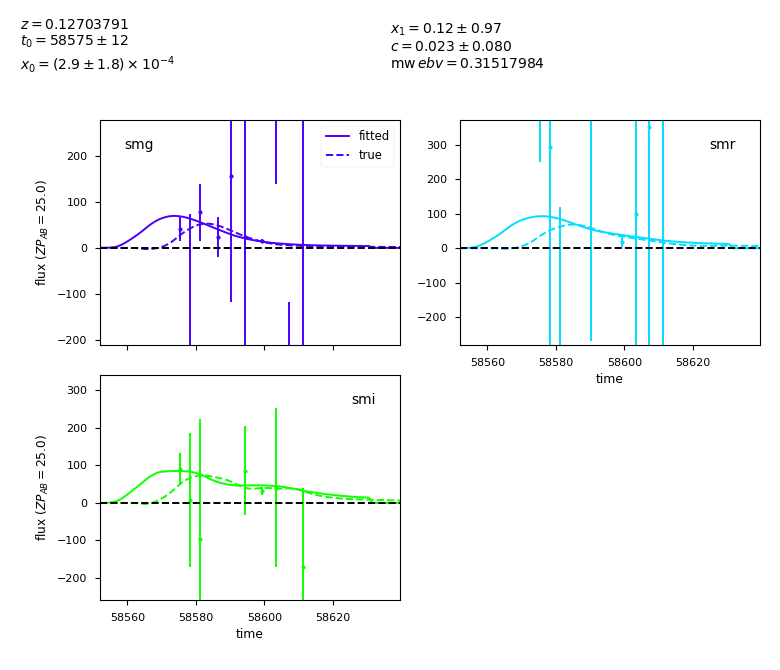 z = 0.12703791
t₀ = 58575 ± 12
x₀ = (2.9 ± 1.8) × 10⁻⁴
x₁ = 0.12 ± 0.97
c = 0.023 ± 0.080
mw ebv = 0.31517984
smg
fitted
true
200
100
0
−100
−200
flux (ZP_AB = 25.0)
smr
300
200
100
0
−100
−200
58560 58580 58600 58620
time
smi
300
200
100
0
−100
−200
flux (ZP_AB = 25.0)
58560 58580 58600 58620
time